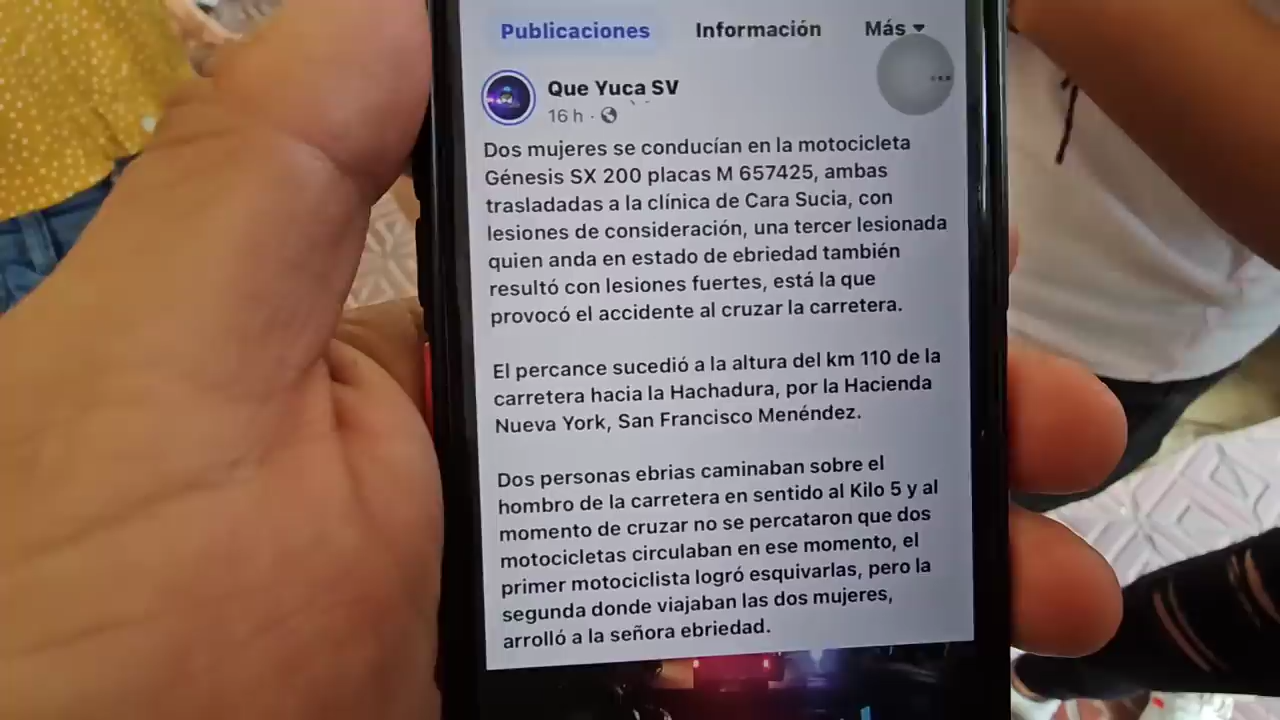 Publicaciones Información Más
Que Yuca SV
16 h ·
Dos mujeres se conducían en la motocicleta
Génesis SX 200 placas M 657425, ambas
trasladadas a la clínica de Cara Sucia, con
lesiones de consideración, una tercer lesionada
quien anda en estado de ebriedad también
resultó con lesiones fuertes, está la que
provocó el accidente al cruzar la carretera.
El percance sucedió a la altura del km 110 de la
carretera hacia la Hachadura, por la Hacienda
Nueva York, San Francisco Menéndez.
Dos personas ebrias caminaban sobre el
hombro de la carretera en sentido al Kilo 5 y al
momento de cruzar no se percataron que dos
motocicletas circulaban en ese momento, el
primer motociclista logró esquivarlas, pero la
segunda donde viajaban las dos mujeres,
arrolló a la señora ebriedad.